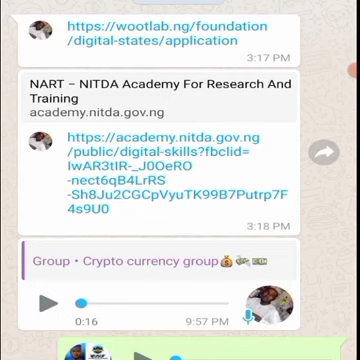 https://wootlab.ng/foundation
/digital-states/application
3:17 PM
NART – NITDA Academy For Research And
Training
academy.nitda.gov.ng
https://academy.nitda.gov.ng
/public/digital-skills?fbclid=
IwAR3tIR-_J0OeRO
-nect6qB4LrRS
-Sh8Ju2CGCpVyuTK99B7Putrp7F
4s9U0
3:18 PM
Group • Crypto currency group💰💸💵
0:16
9:57 PM